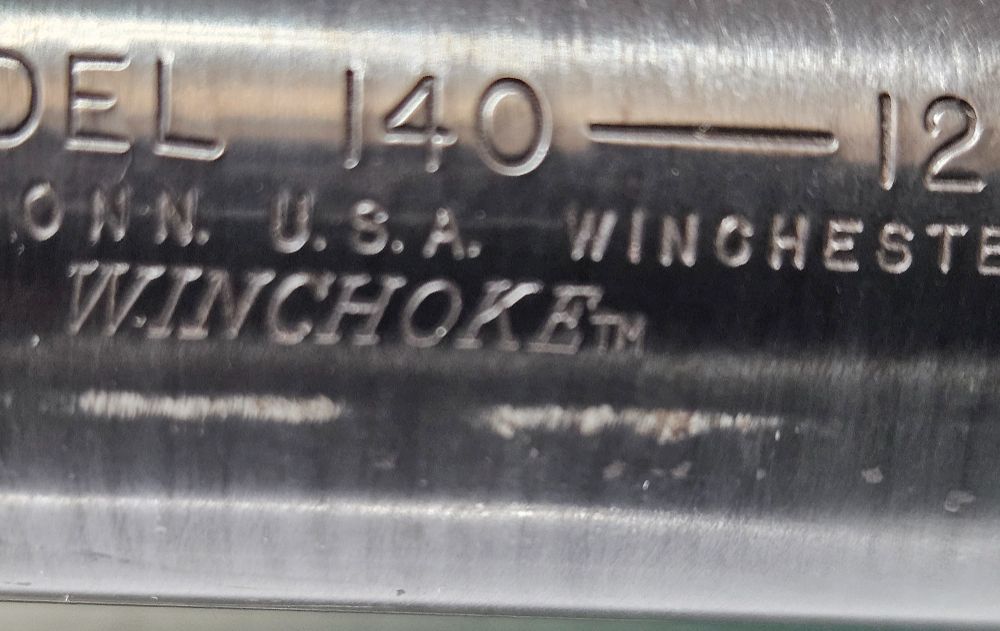 DEL 140 — 12
ONN. U.S.A. WINCHESTE
WINCHOKE™